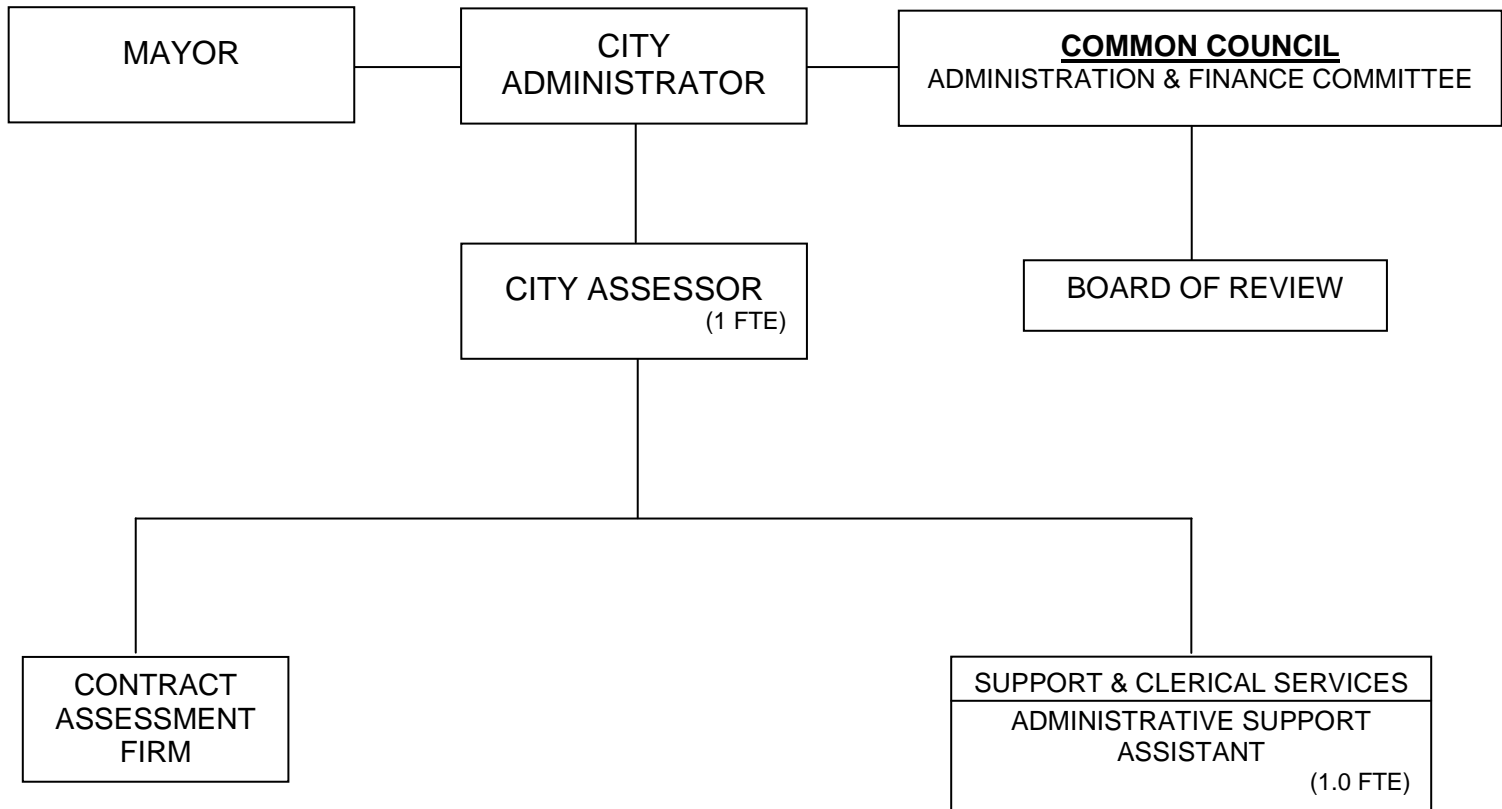 MAYOR
CITY
ADMINISTRATOR
COMMON COUNCIL
ADMINISTRATION & FINANCE COMMITTEE
CITY ASSESSOR
(1 FTE)
BOARD OF REVIEW
CONTRACT
ASSESSMENT
FIRM
SUPPORT & CLERICAL SERVICES
ADMINISTRATIVE SUPPORT
ASSISTANT
(1.0 FTE)